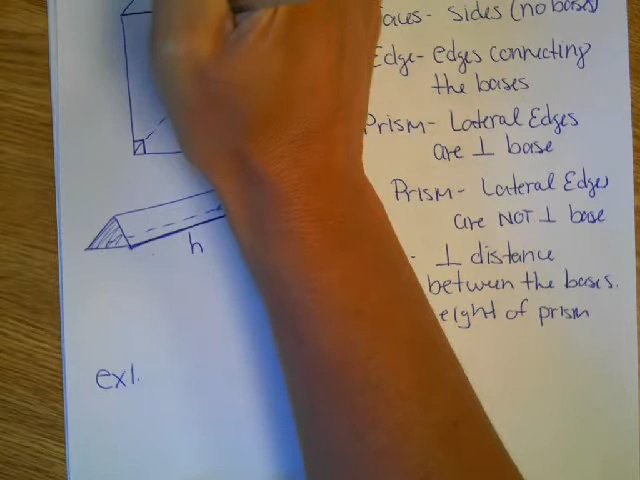 aces- sides (no bases)
Edge- edges connecting
the bases
Prism- Lateral Edges
are ⊥ base
Prism- Lateral Edges
are NOT ⊥ base
- ⊥ distance
between the bases.
eight of prism
h
ex1.